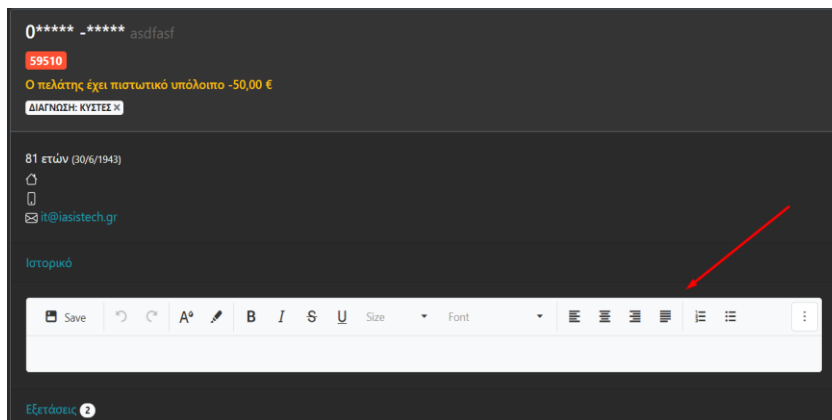 0***** -***** asdfasf
59510
Ο πελάτης έχει πιστωτικό υπόλοιπο -50,00 €
ΔΙΑΓΝΩΣΗ: ΚΥΣΤΕΣ ×
81 ετών (30/6/1943)
it@iasistech.gr
Ιστορικό
Save A B I S U Size Font
Εξετάσεις 2